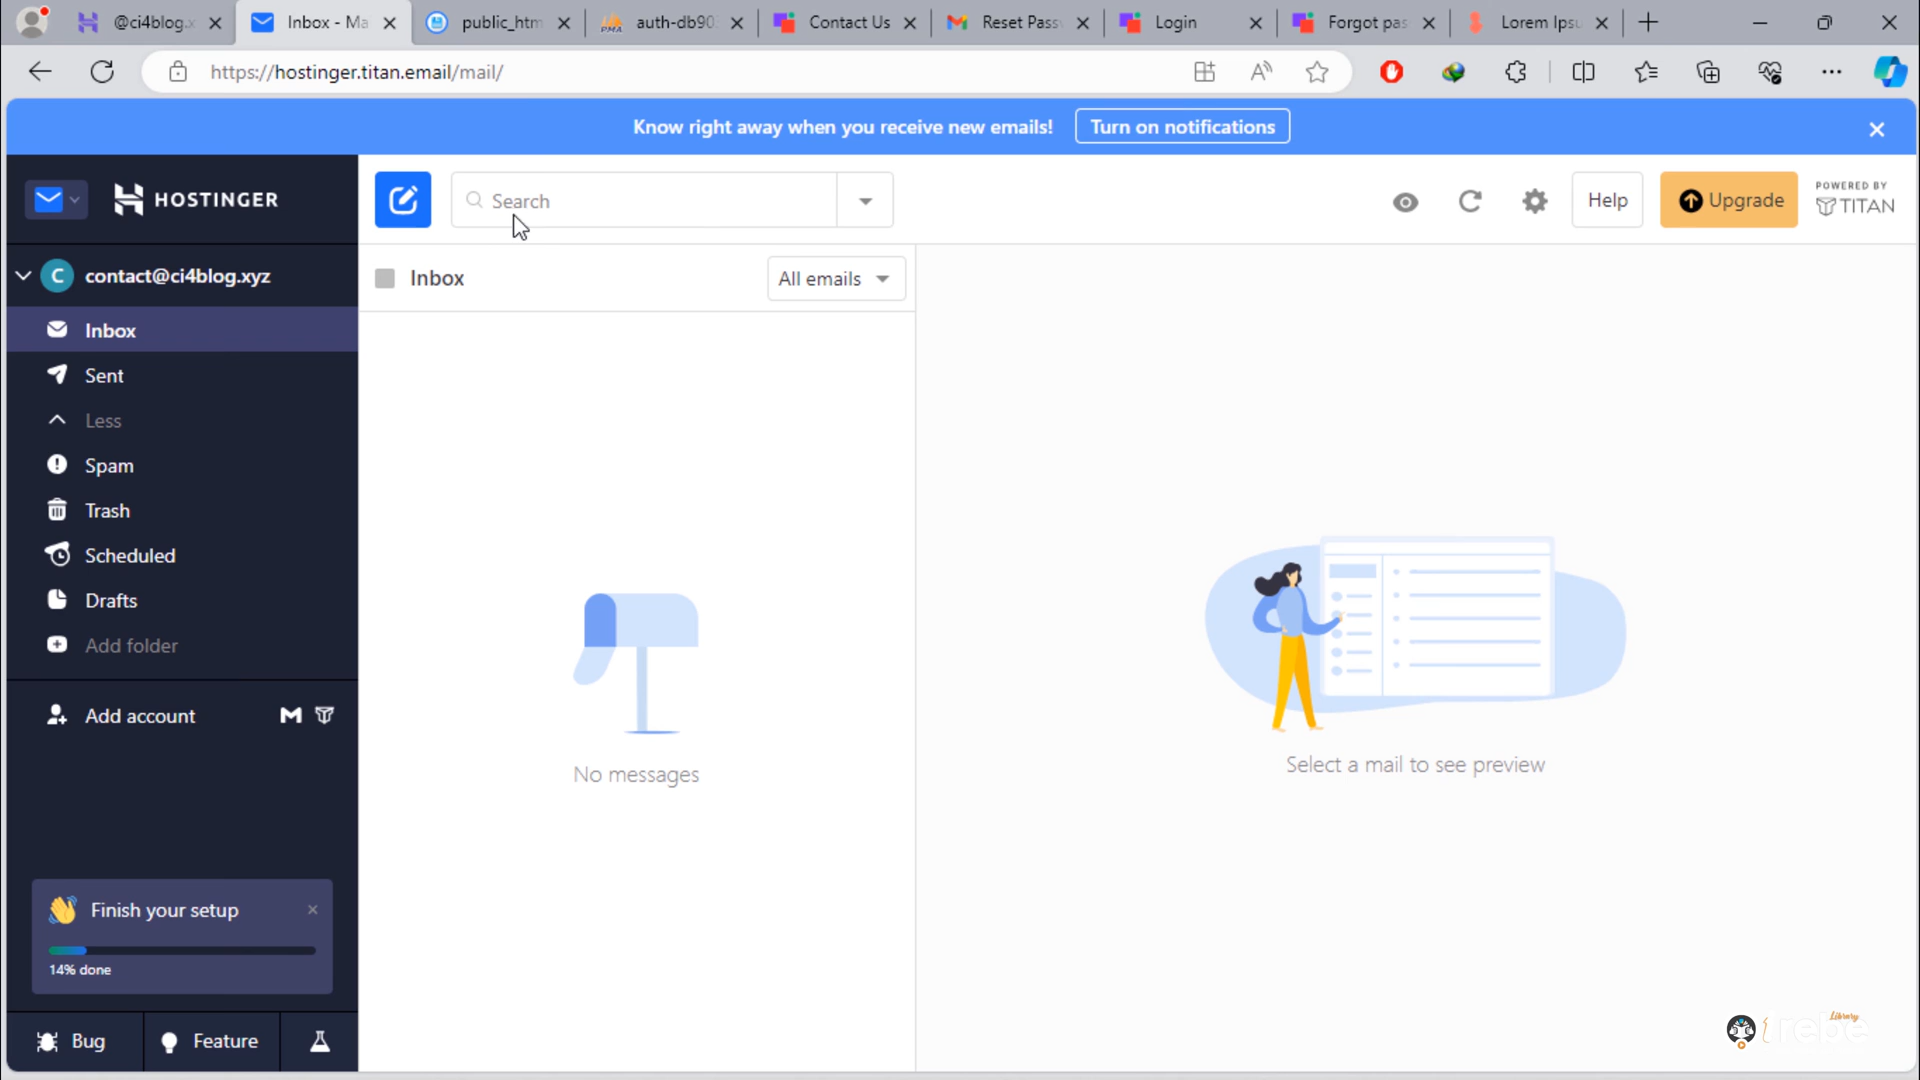 @ci4blog.x
Inbox - Ma
public_htm
auth-db90
Contact Us
Reset Pass
Login
Forgot pas
Lorem Ips
https://hostinger.titan.email/mail/
Know right away when you receive new emails!
Turn on notifications
HOSTINGER
Search
Help
Upgrade
POWERED BY
TITAN
contact@ci4blog.xyz
Inbox
All emails
Inbox
Sent
Less
Spam
Trash
Scheduled
Drafts
Add folder
Add account
No messages
Select a mail to see preview
Finish your setup
14% done
Bug
Feature
Library
irebe